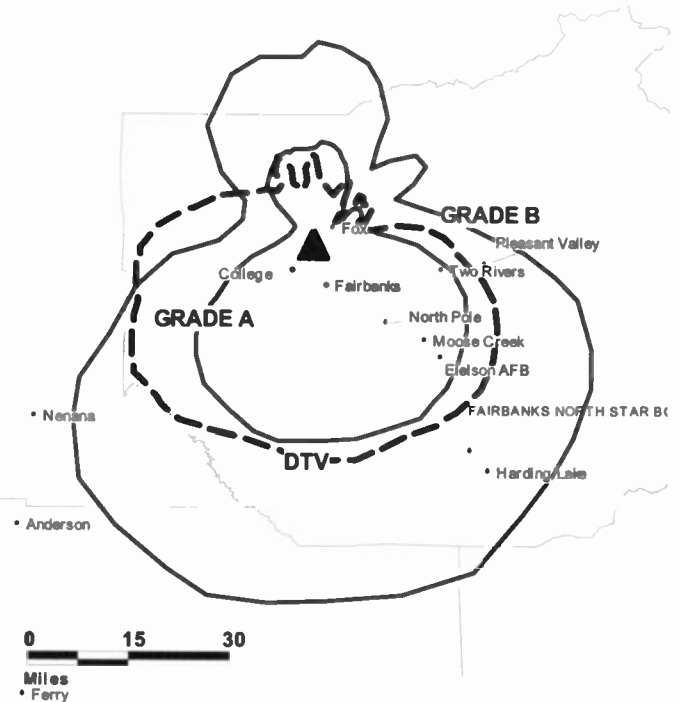 GRADE B
Fox
Pleasant Valley
College
Two Rivers
Fairbanks
GRADE A
North Pole
Moose Creek
Eielson AFB
Nenana
FAIRBANKS NORTH STAR BO
DTV
Harding Lake
Anderson
0 15 30
Miles
Ferry